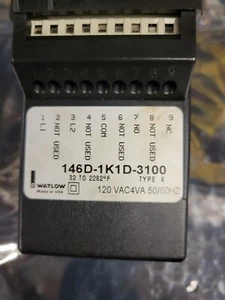 1 2 3 4 5 6 7 8 9
L1
NOT USED
L2
NOT USED
COM
NOT USED
NO
NOT USED
NC
146D-1K1D-3100
32 TO 2282°F TYPE K
WATLOW
Made in USA
120 VAC4VA 50/60HZ